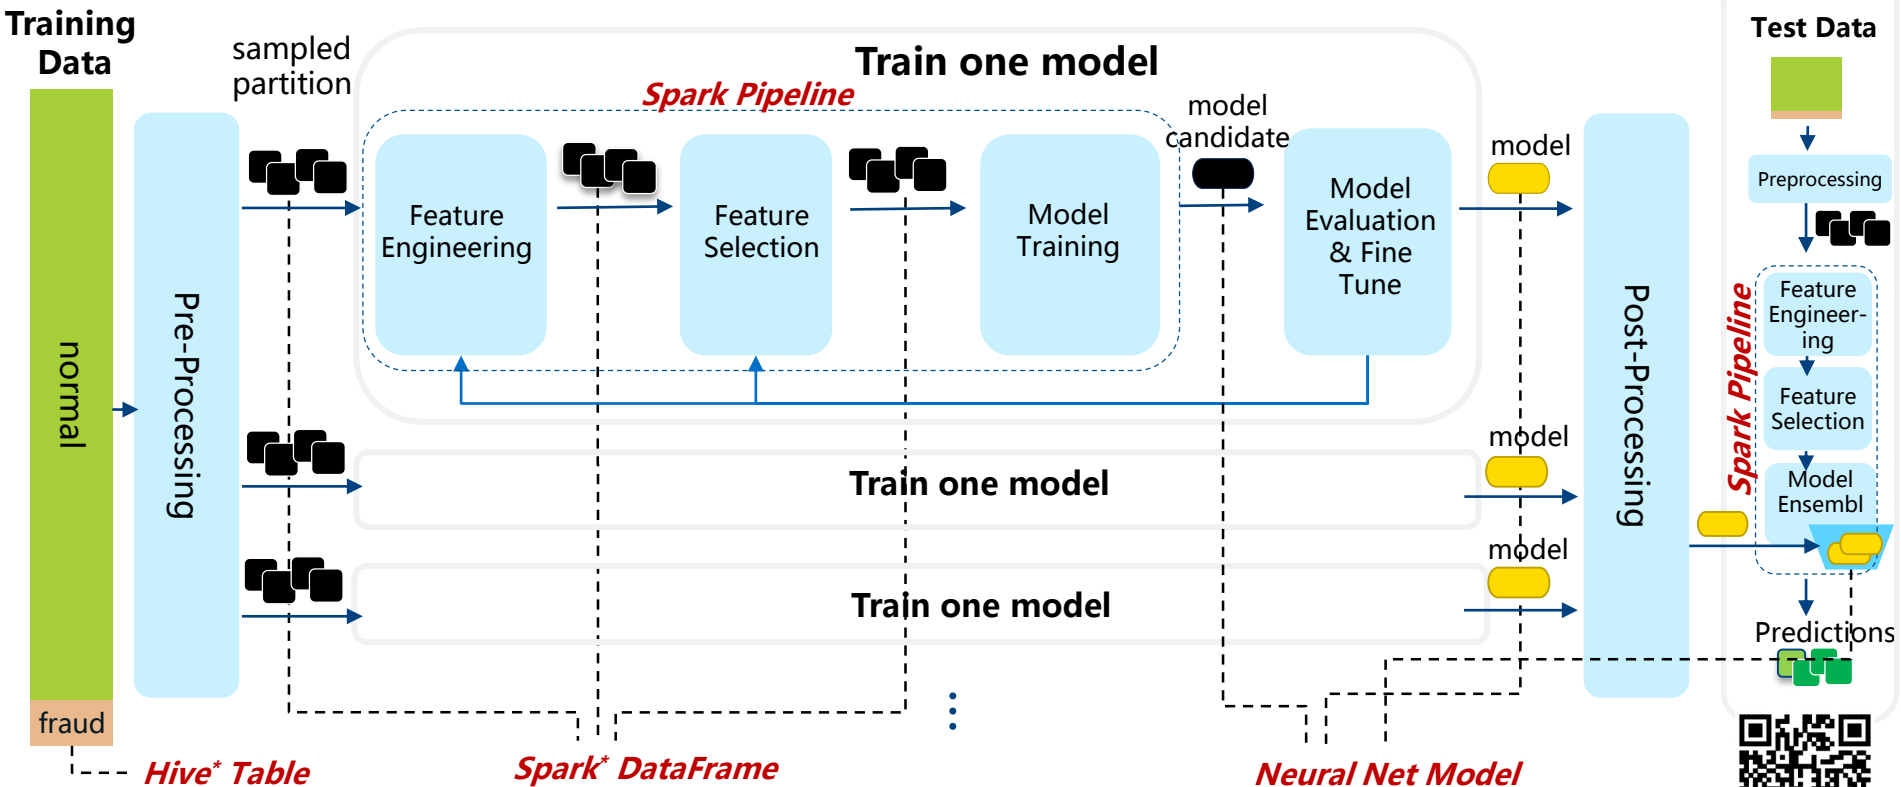 Training
Data
normal
fraud
Hive* Table
Pre-Processing
sampled
partition
Train one model
Spark Pipeline
Feature
Engineering
Feature
Selection
Model
Training
model
candidate
Model
Evaluation
& Fine
Tune
model
Train one model
model
Train one model
model
Spark* DataFrame
Neural Net Model
Post-Processing
Test Data
Preprocessing
Spark Pipeline
Feature
Engineer-
ing
Feature
Selection
Model
Ensembl
Predictions